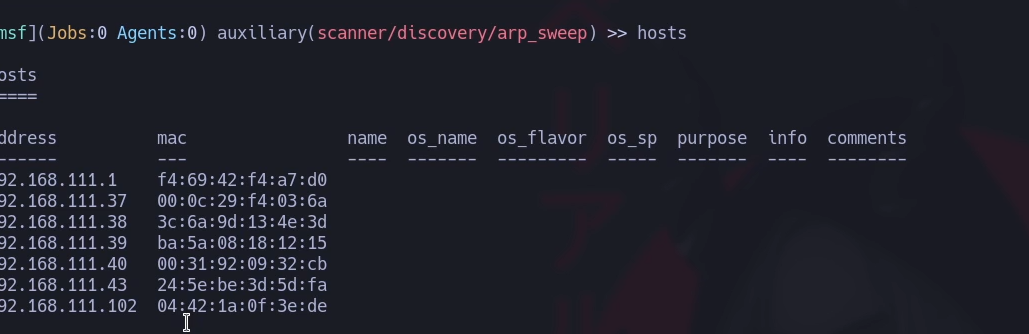 msf](Jobs:0 Agents:0) auxiliary(scanner/discovery/arp_sweep) >> hosts
osts
====
ddress mac name os_name os_flavor os_sp purpose info comments
------ --- ---- ------- --------- ----- ------- ---- --------
92.168.111.1 f4:69:42:f4:a7:d0
92.168.111.37 00:0c:29:f4:03:6a
92.168.111.38 3c:6a:9d:13:4e:3d
92.168.111.39 ba:5a:08:18:12:15
92.168.111.40 00:31:92:09:32:cb
92.168.111.43 24:5e:be:3d:5d:fa
92.168.111.102 04:42:1a:0f:3e:de